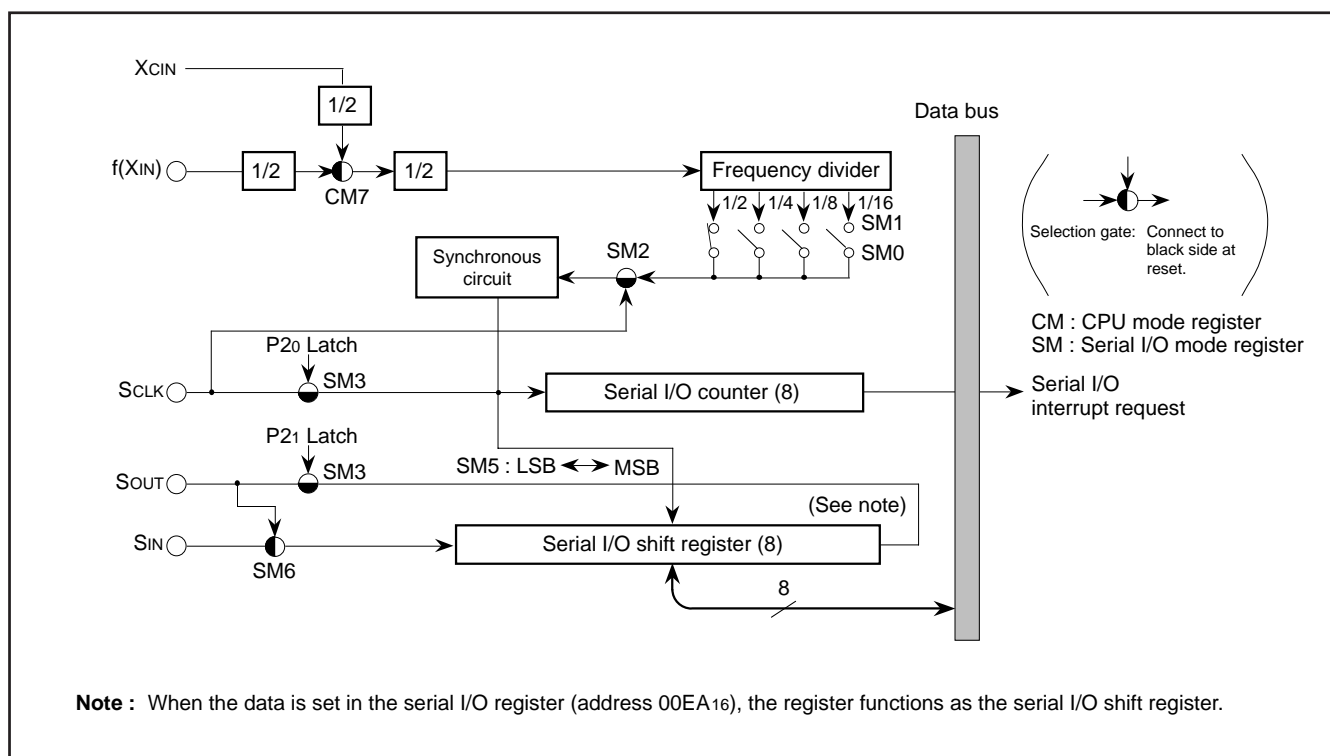 XCIN
1/2
Data bus
f(XIN)
1/2
CM7
1/2
Frequency divider
1/2 1/4 1/8 1/16
SM1
SM0
Selection gate: Connect to
black side at
reset.
Synchronous
circuit
SM2
CM : CPU mode register
SM : Serial I/O mode register
P20 Latch
SCLK
SM3
Serial I/O counter (8)
Serial I/O
interrupt request
P21 Latch
SM5 : LSB MSB
SOUT
SM3
(See note)
SIN
SM6
Serial I/O shift register (8)
8
Note : When the data is set in the serial I/O register (address 00EA16), the register functions as the serial I/O shift register.